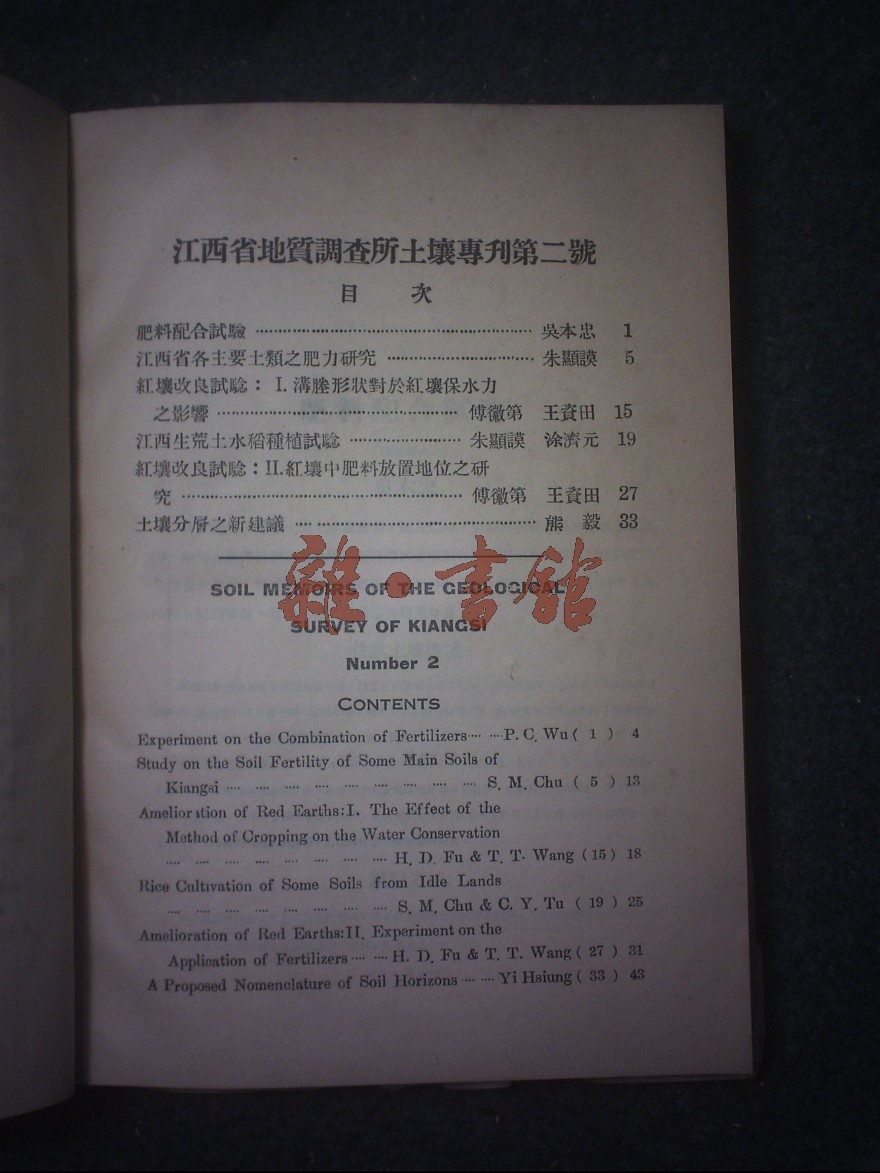 江西省地質調查所土壤專刊第二號
目 次
肥料配合試驗 ⋯⋯⋯⋯⋯⋯⋯⋯⋯⋯ 吳本忠 1
江西省各主要土類之肥力研究 ⋯⋯⋯⋯⋯⋯ 朱顯謨 5
紅壤改良試驗：I.溝塍形狀對於紅壤保水力
之影響 ⋯⋯⋯⋯⋯⋯⋯⋯⋯⋯ 傅徽第 王資田 15
江西生荒土水稻種植試驗 ⋯⋯⋯⋯⋯ 朱顯謨 涂濟元 19
紅壤改良試驗：II.紅壤中肥料放置地位之研
究 ⋯⋯⋯⋯⋯⋯⋯⋯⋯⋯⋯ 傅徽第 王資田 27
土壤分層之新建議 ⋯⋯⋯⋯⋯⋯⋯⋯⋯ 熊 毅 33
雜·書館
SOIL MEMOIRS OF THE GEOLOGICAL
SURVEY OF KIANGSI
Number 2
CONTENTS
Experiment on the Combination of Fertilizers⋯ ⋯P. C. Wu ( 1 ) 4
Study on the Soil Fertility of Some Main Soils of
Kiangsi ⋯ ⋯ ⋯ ⋯ ⋯ ⋯ ⋯ ⋯ ⋯ S. M. Chu ( 5 ) 13
Amelioration of Red Earths:I. The Effect of the
Method of Cropping on the Water Conservation
⋯ ⋯ ⋯ ⋯ ⋯ ⋯ ⋯ ⋯ H. D. Fu & T. T. Wang (15) 18
Rice Cultivation of Some Soils from Idle Lands
⋯ ⋯ ⋯ ⋯ ⋯ ⋯ ⋯ ⋯ S. M. Chu & C. Y. Tu (19) 25
Amelioration of Red Earths:II. Experiment on the
Application of Fertilizers⋯ ⋯ H. D. Fu & T. T. Wang ( 27 ) 31
A Proposed Nomenclature of Soil Horizons ⋯ ⋯ Yi Hsiung ( 33 ) 43